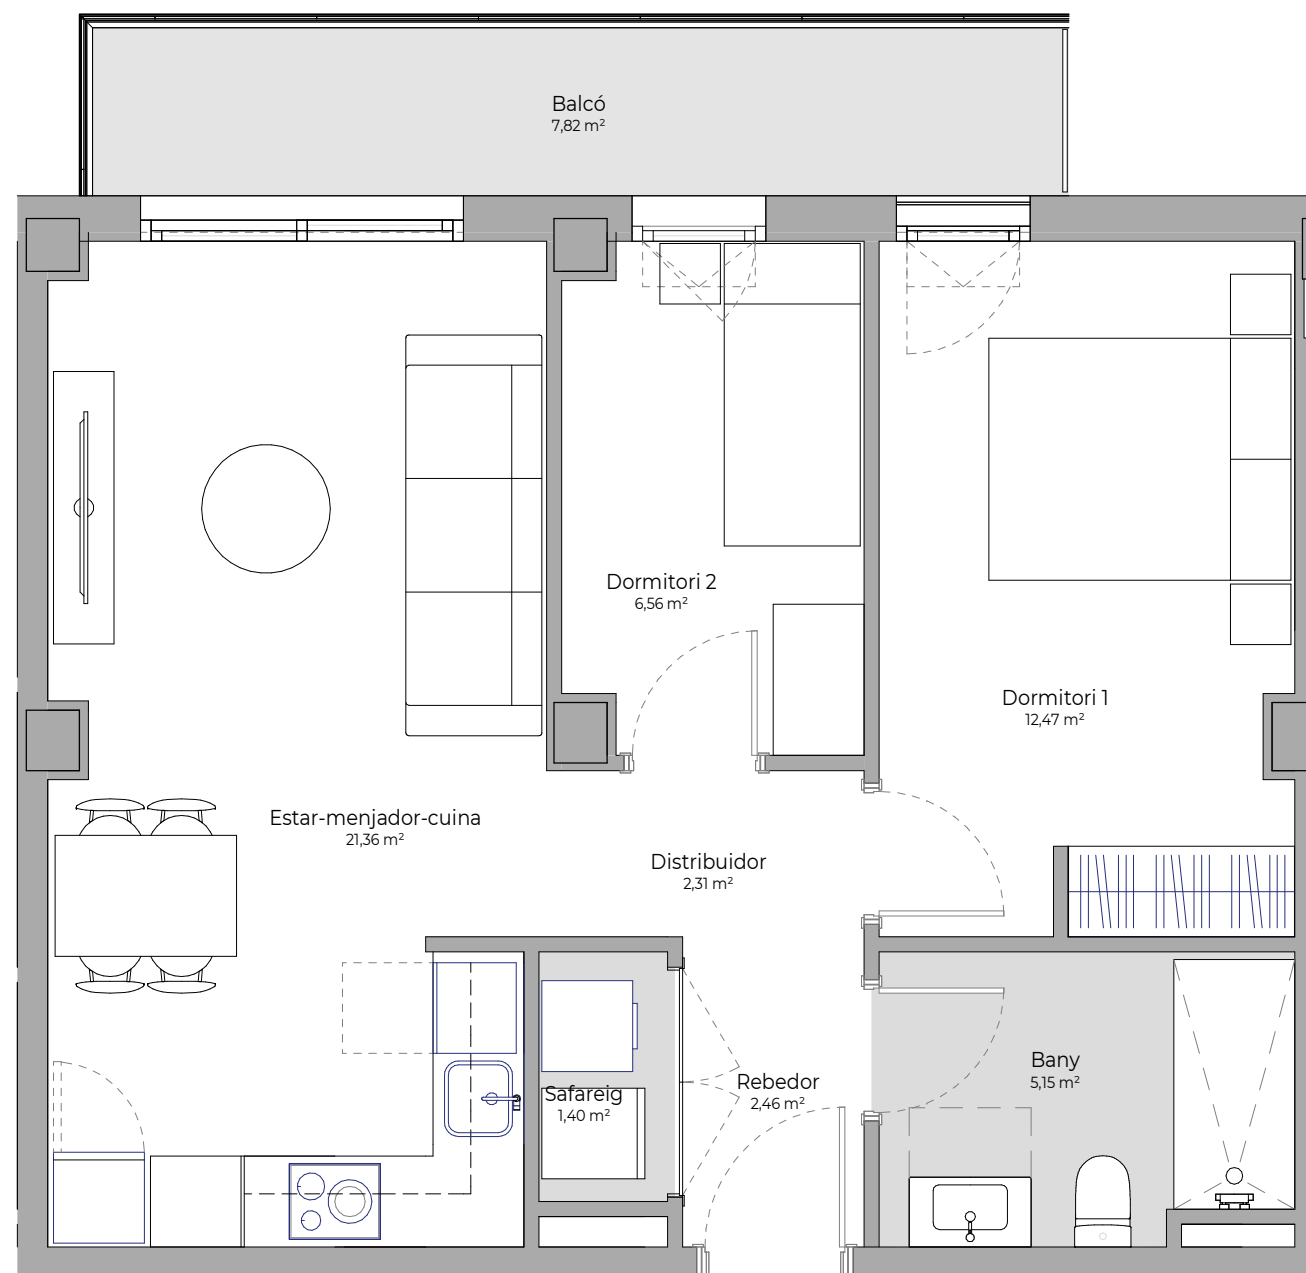 Balcó
7,82 m²
Dormitori 2
6,56 m²
Dormitori 1
12,47 m²
Estar-menjador-cuina
21,36 m²
Distribuidor
2,31 m²
Bany
5,15 m²
Rebedor
2,46 m²
Safareig
1,40 m²